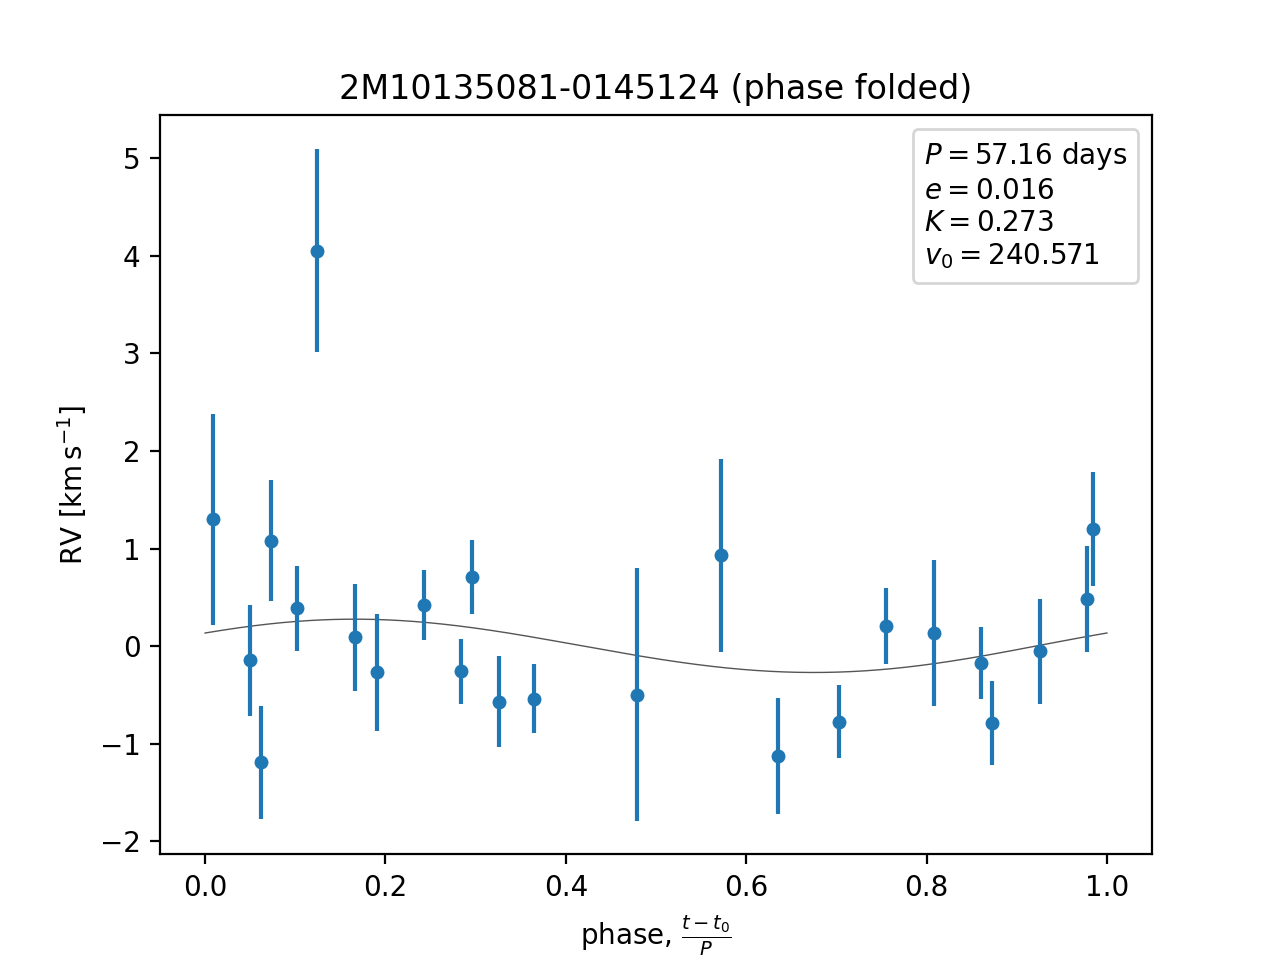 2M10135081-0145124 (phase folded)
P = 57.16 days
e = 0.016
K = 0.273
v₀ = 240.571
5
4
3
2
1
0
−1
−2
RV [km s⁻¹]
0.0 0.2 0.4 0.6 0.8 1.0
phase, (t − t₀)/P